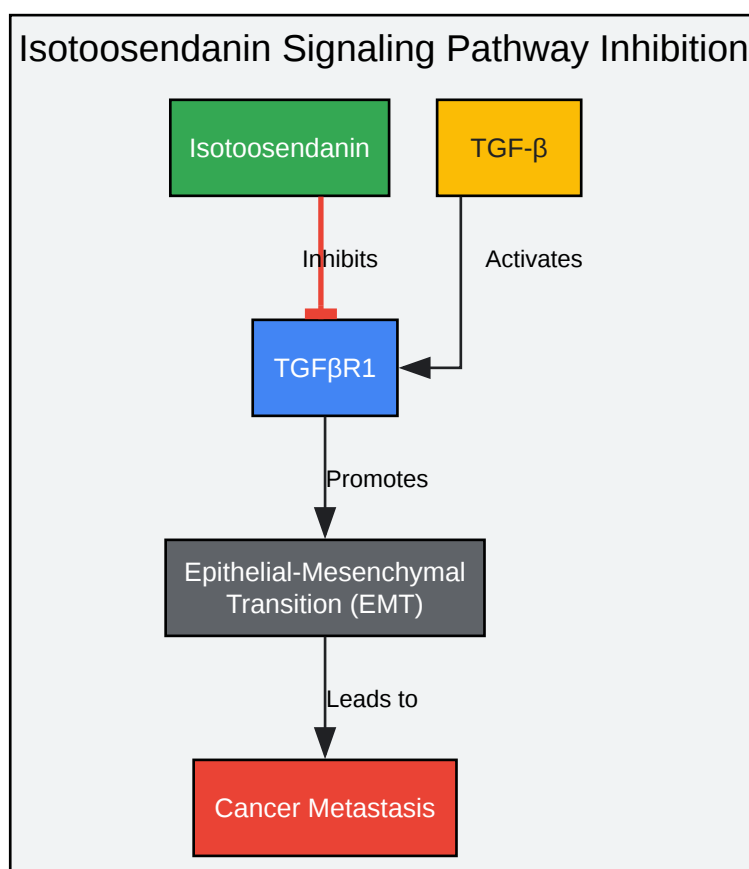 Isotoosendanin Signaling Pathway Inhibition
Isotoosendanin
TGF-β
Inhibits
Activates
TGFβR1
Promotes
Epithelial-Mesenchymal
Transition (EMT)
Leads to
Cancer Metastasis